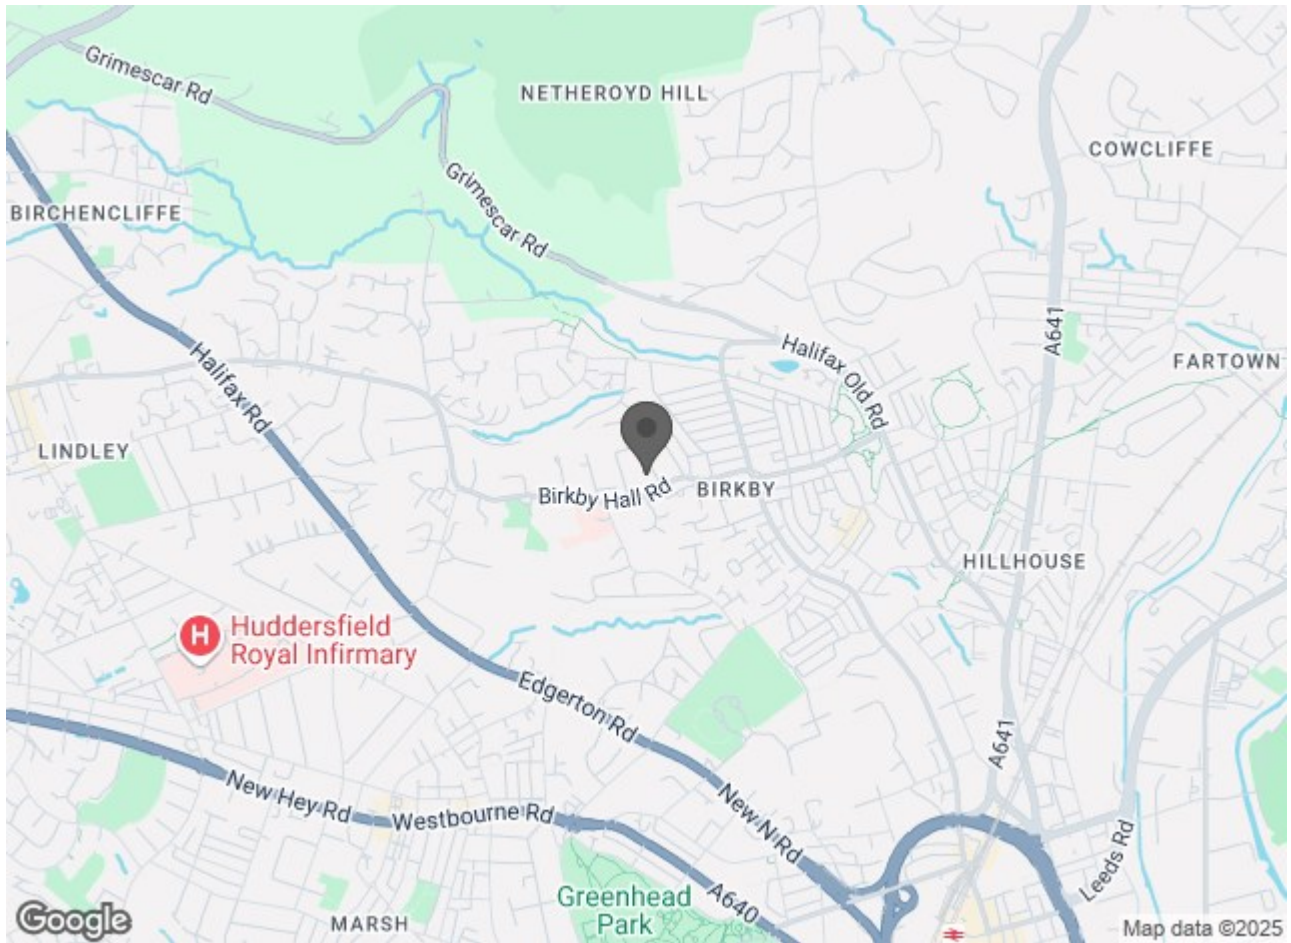 Grimescar Rd
NETHEROYD HILL
COWCLIFFE
Grimescar Rd
BIRCHENCLIFFE
A641
Halifax Old Rd
FARTOWN
Halifax Rd
LINDLEY
Birkby Hall Rd
BIRKBY
HILLHOUSE
H
Huddersfield
Royal Infirmary
Edgerton Rd
A641
New Hey Rd
Westbourne Rd
New N Rd
Leeds Rd
Greenhead
Park
A640
MARSH
Google
Map data ©2025